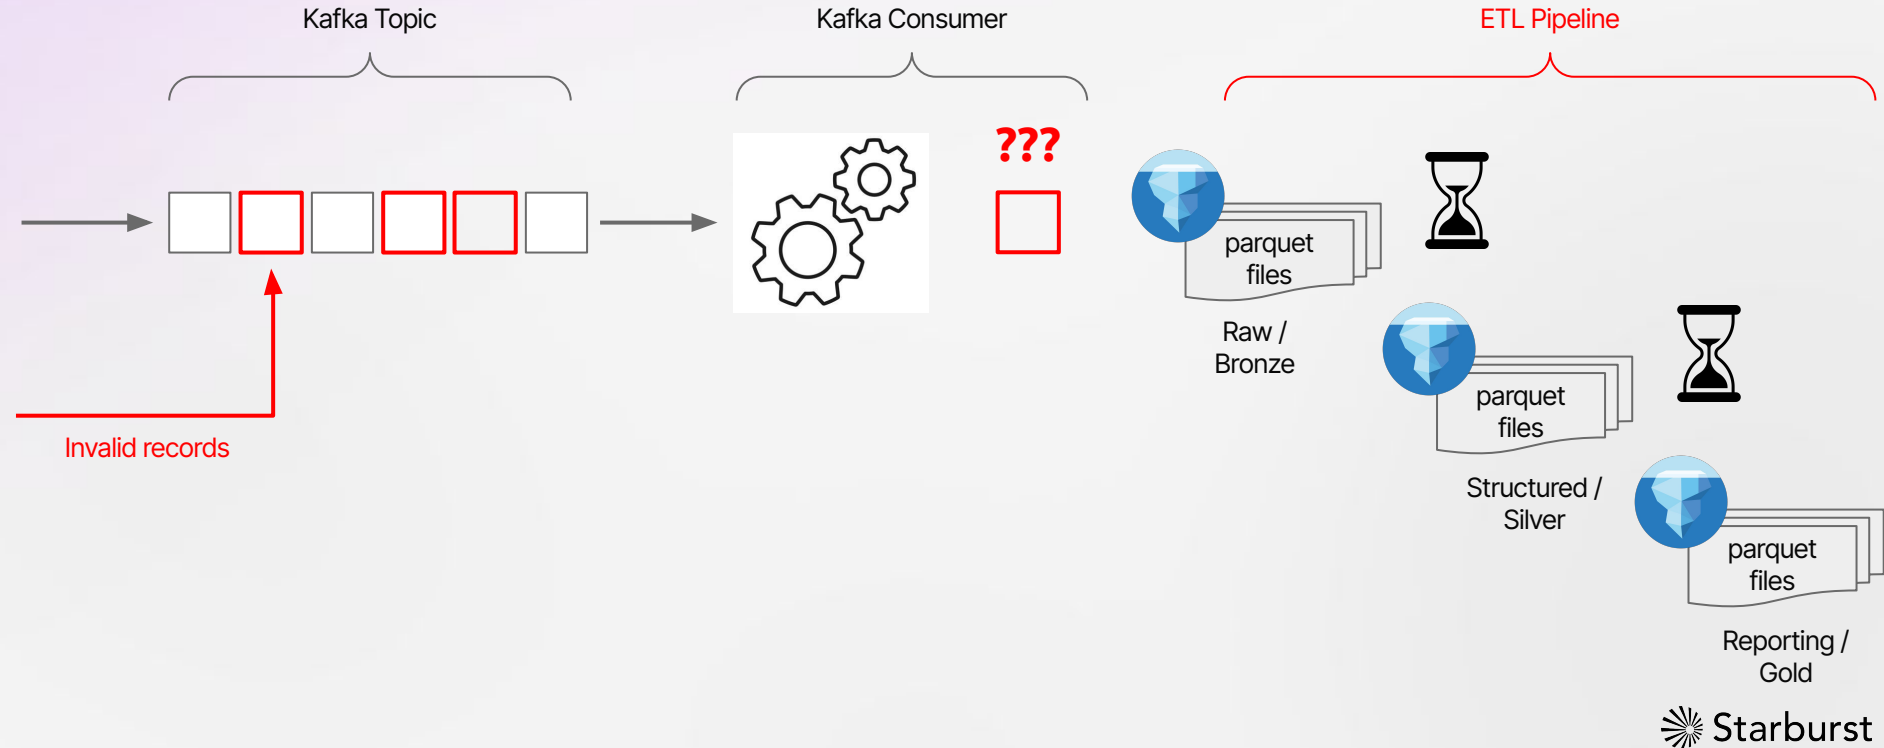 Kafka Topic
Kafka Consumer
ETL Pipeline
???
parquet
files
Raw /
Bronze
parquet
files
Invalid records
Structured /
Silver
parquet
files
Reporting /
Gold
Starburst